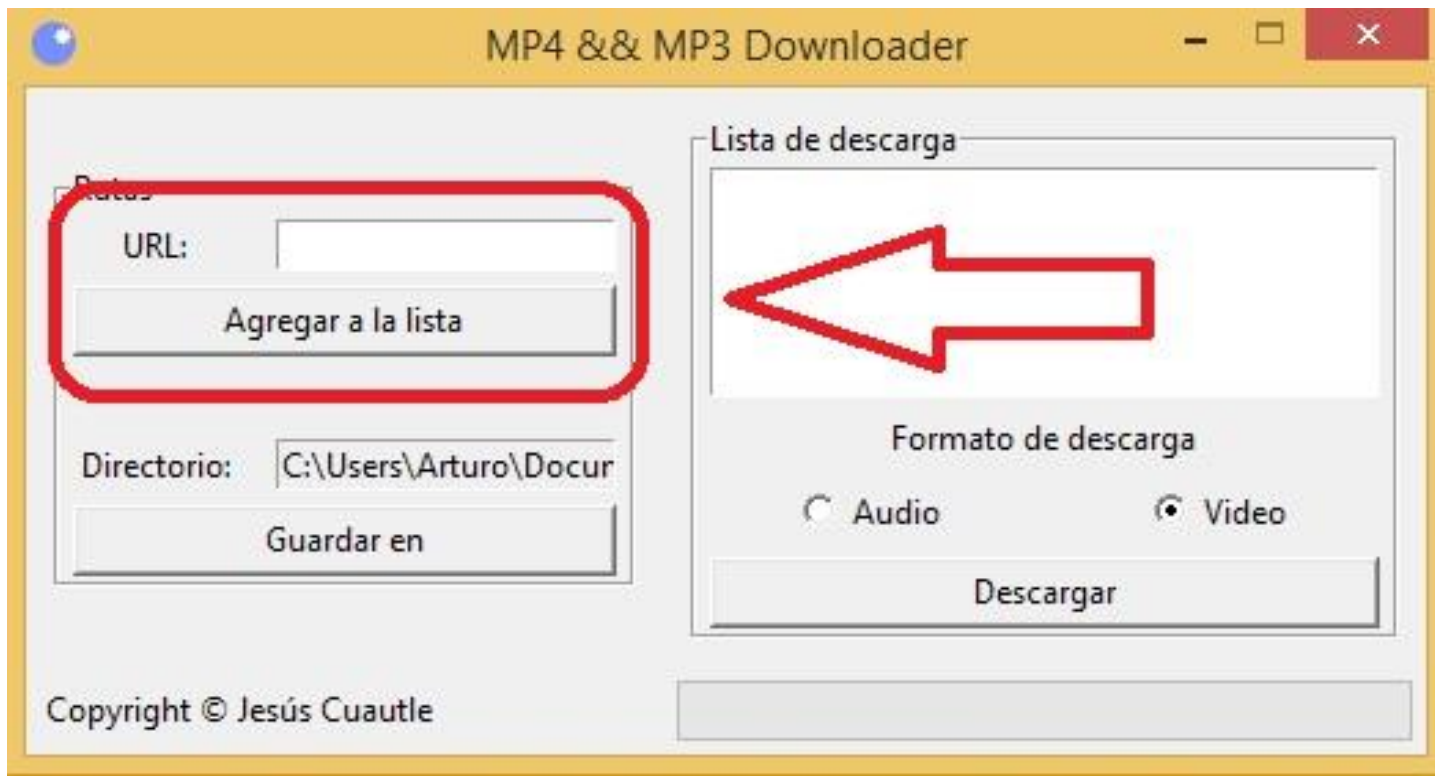 MP4 && MP3 Downloader
Rutas
URL:
Agregar a la lista
Directorio:
C:\Users\Arturo\Docur
Guardar en
Lista de descarga
Formato de descarga
Audio
Video
Descargar
Copyright © Jesús Cuautle